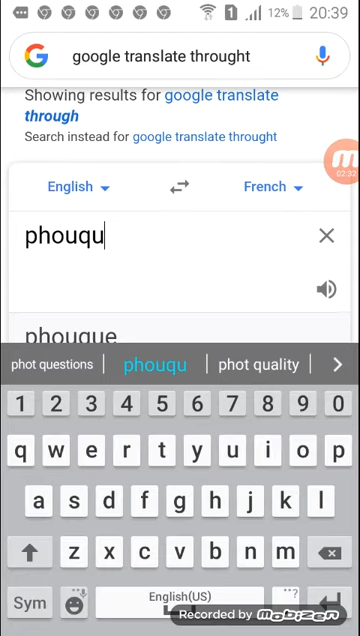 12% 20:39
google translate throught
Showing results for google translate
through
Search instead for google translate throught
2:32
English French
phouqu
phouque
phot questions phouqu phot quality
1 2 3 4 5 6 7 8 9 0
q w e r t y u i o p
a s d f g h j k l
z x c v b n m
Sym English(US) ..?
Recorded by mobizen